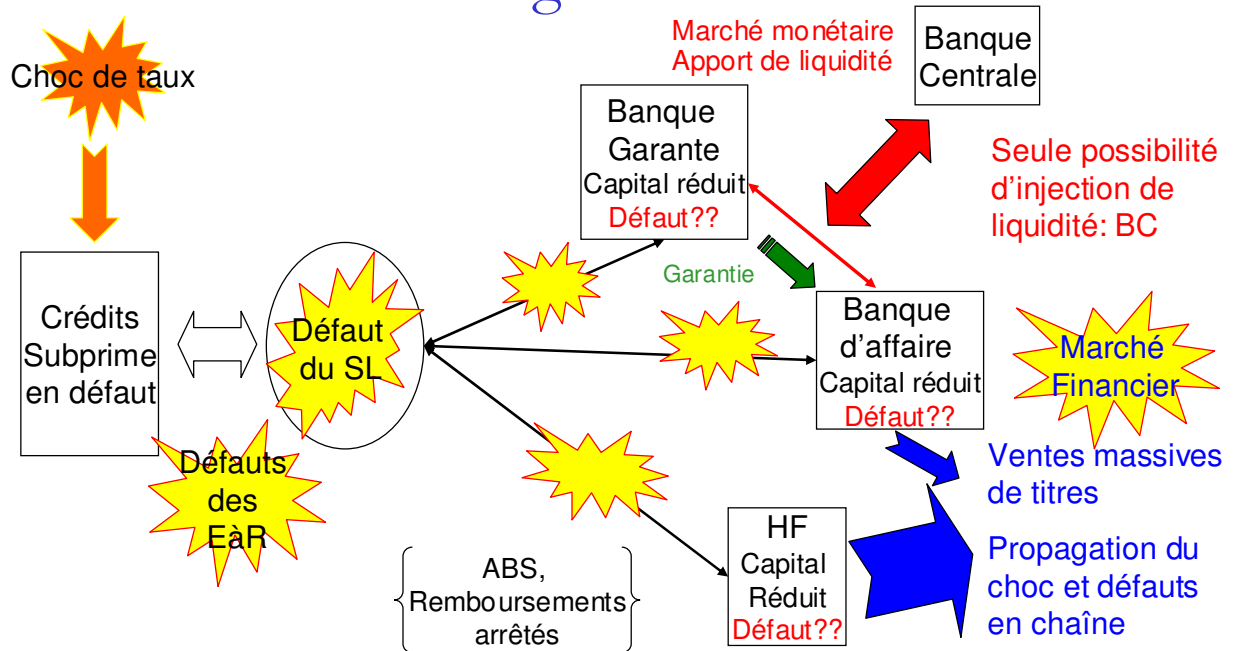 g
Choc de taux
Marché monétaire
Apport de liquidité
Banque
Centrale
Banque
Garante
Capital réduit
Défaut??
Seule possibilité
d'injection de
liquidité: BC
Garantie
Crédits
Subprime
en défaut
Défaut
du SL
Banque
d'affaire
Capital réduit
Défaut??
Marché
Financier
Défauts
des
EàR
Ventes massives
de titres
HF
Capital
Réduit
Défaut??
Propagation du
choc et défauts
en chaîne
ABS,
Remboursements
arrêtés